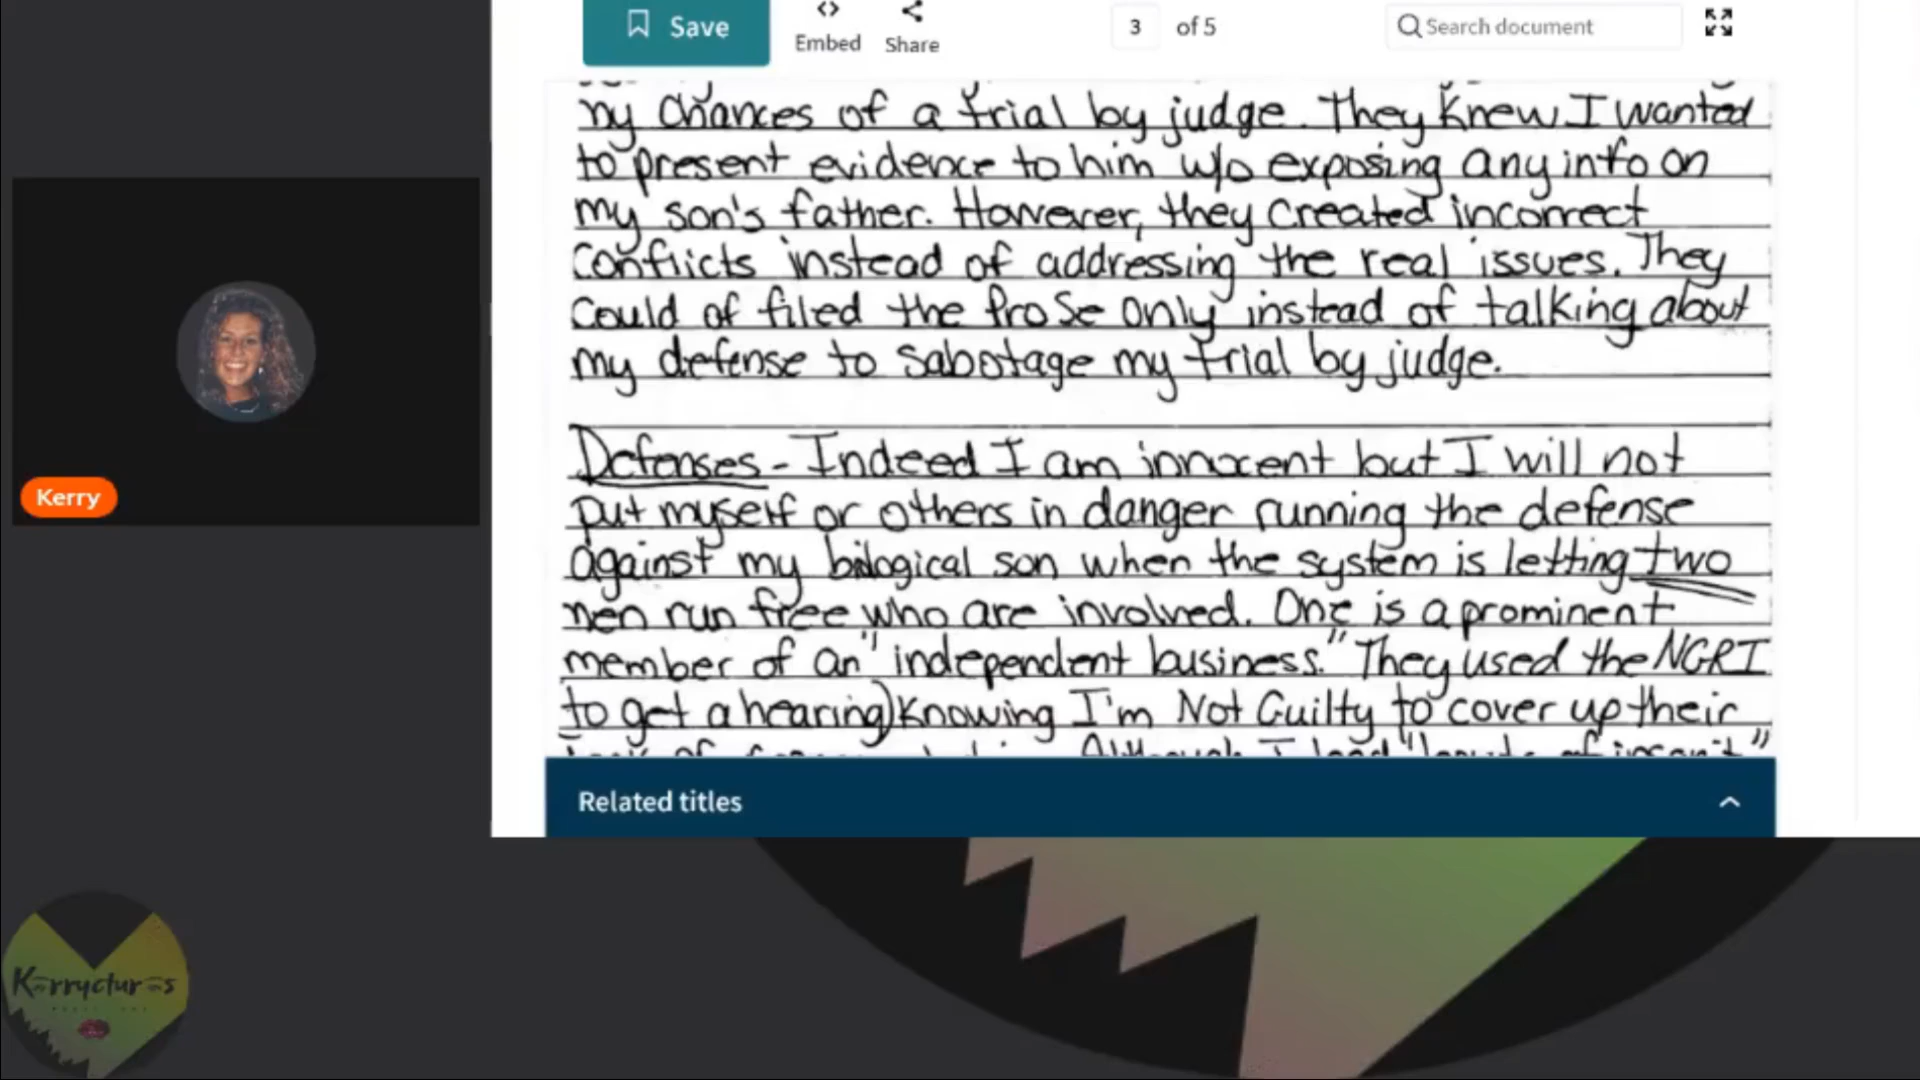 Save
Embed
Share
3 of 5
Search document
my chances of a trial by judge. They knew I wanted
to present evidence to him w/o exposing any info on
my son's father. However, they created incorrect
conflicts instead of addressing the real issues. They
could of filed the Pro Se only instead of talking about
my defense to sabotage my trial by judge.
Defenses - Indeed I am innocent but I will not
put myself or others in danger running the defense
against my biological son when the system is letting two
men run free who are involved. One is a prominent
member of an "independent business." They used the NGRI
to get a hearing) knowing I'm Not Guilty to cover up their
Related titles
Kerry
Kerryctures